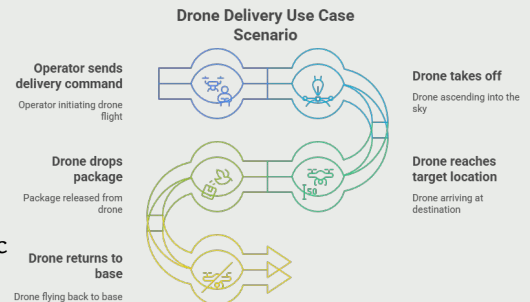 Drone Delivery Use Case
Scenario
Operator sends
delivery command
Operator initiating drone
flight
Drone takes off
Drone ascending into the
sky
Drone drops
package
Package released from
drone
Drone reaches
target location
Drone arriving at
destination
50
c
Drone returns to
base
Drone flying back to base